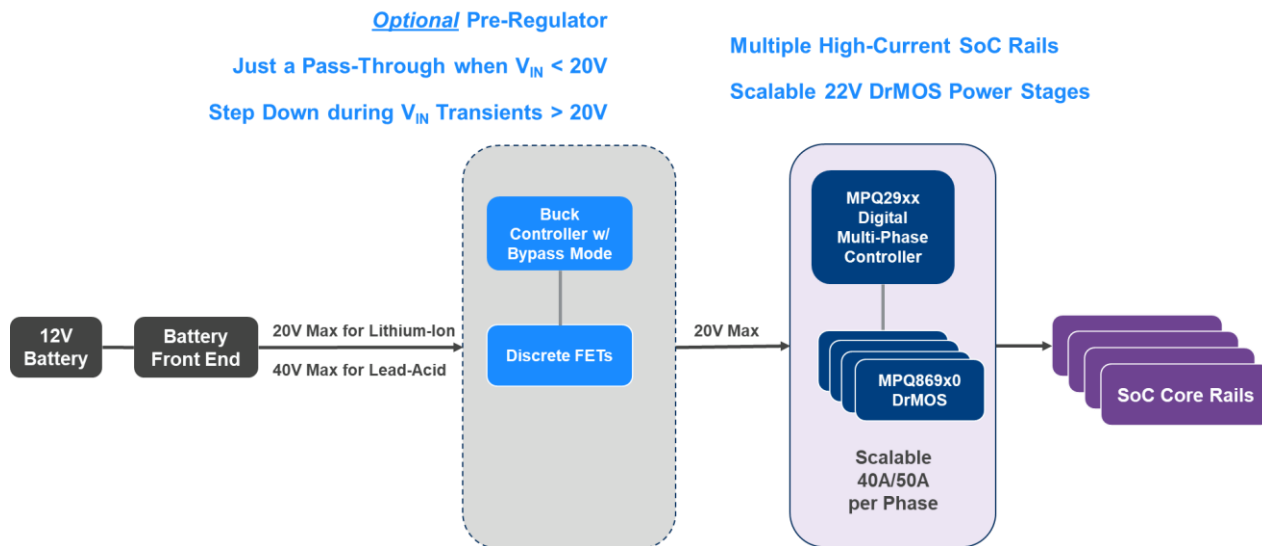 Optional Pre-Regulator
Just a Pass-Through when VIN < 20V
Step Down during VIN Transients > 20V
Multiple High-Current SoC Rails
Scalable 22V DrMOS Power Stages
12V
Battery
Battery
Front End
20V Max for Lithium-Ion
40V Max for Lead-Acid
Buck
Controller w/
Bypass Mode
Discrete FETs
20V Max
MPQ29xx
Digital
Multi-Phase
Controller
MPQ869x0
DrMOS
Scalable
40A/50A
per Phase
SoC Core Rails